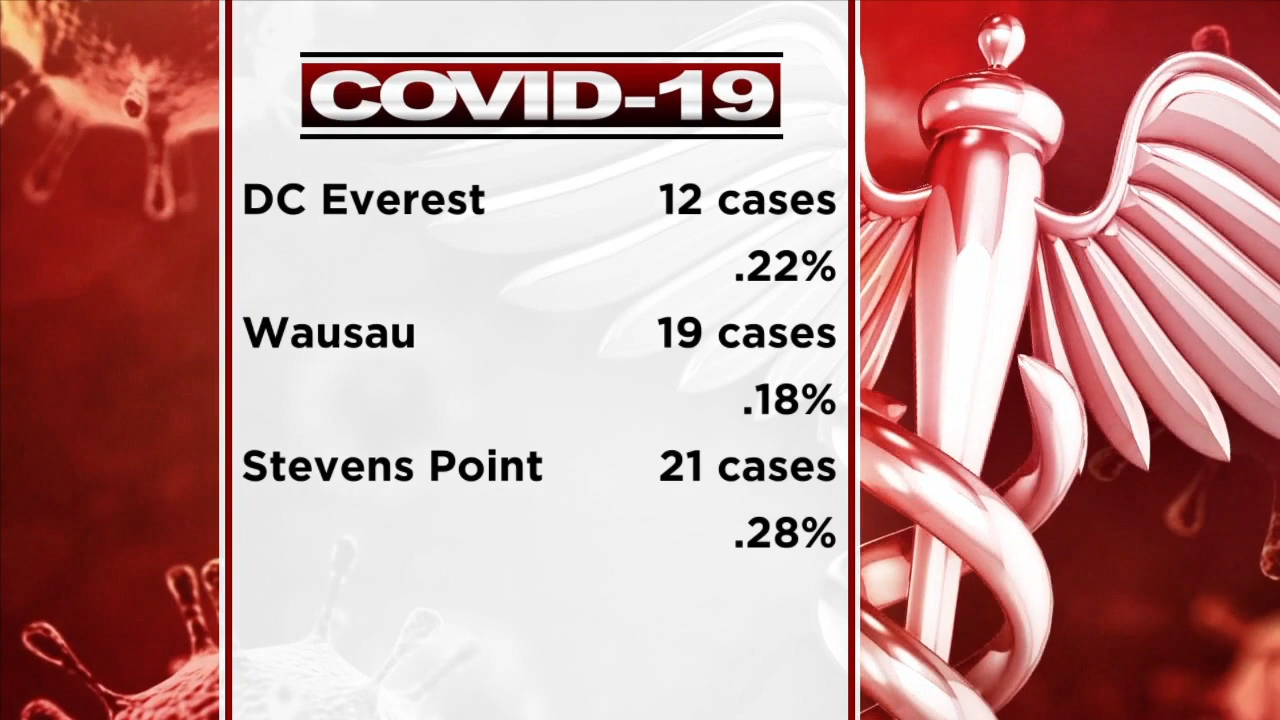 COVID-19
DC Everest 12 cases
.22%
Wausau 19 cases
.18%
Stevens Point 21 cases
.28%